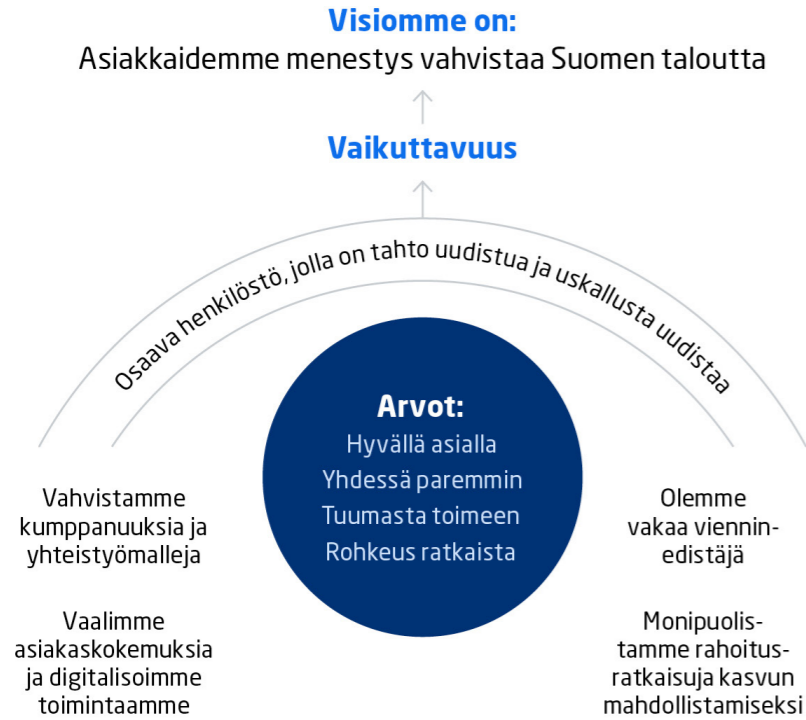 Visiomme on:
Asiakkaidemme menestys vahvistaa Suomen taloutta
Vaikuttavuus
Osaava henkilöstö, jolla on tahto uudistua ja uskallusta uudistaa
Arvot:
Hyvällä asialla
Yhdessä paremmin
Tuumasta toimeen
Rohkeus ratkaista
Vahvistamme
kumppanuuksia ja
yhteistyömalleja
Vaalimme
asiakaskokemuksia
ja digitalisoimme
toimintaamme
Olemme
vakaa viennin-
edistäjä
Monipuolis-
tamme rahoitus-
ratkaisuja kasvun
mahdollistamiseksi